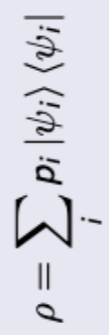 ρ = ∑ᵢ pᵢ |ψᵢ⟩ ⟨ψᵢ|